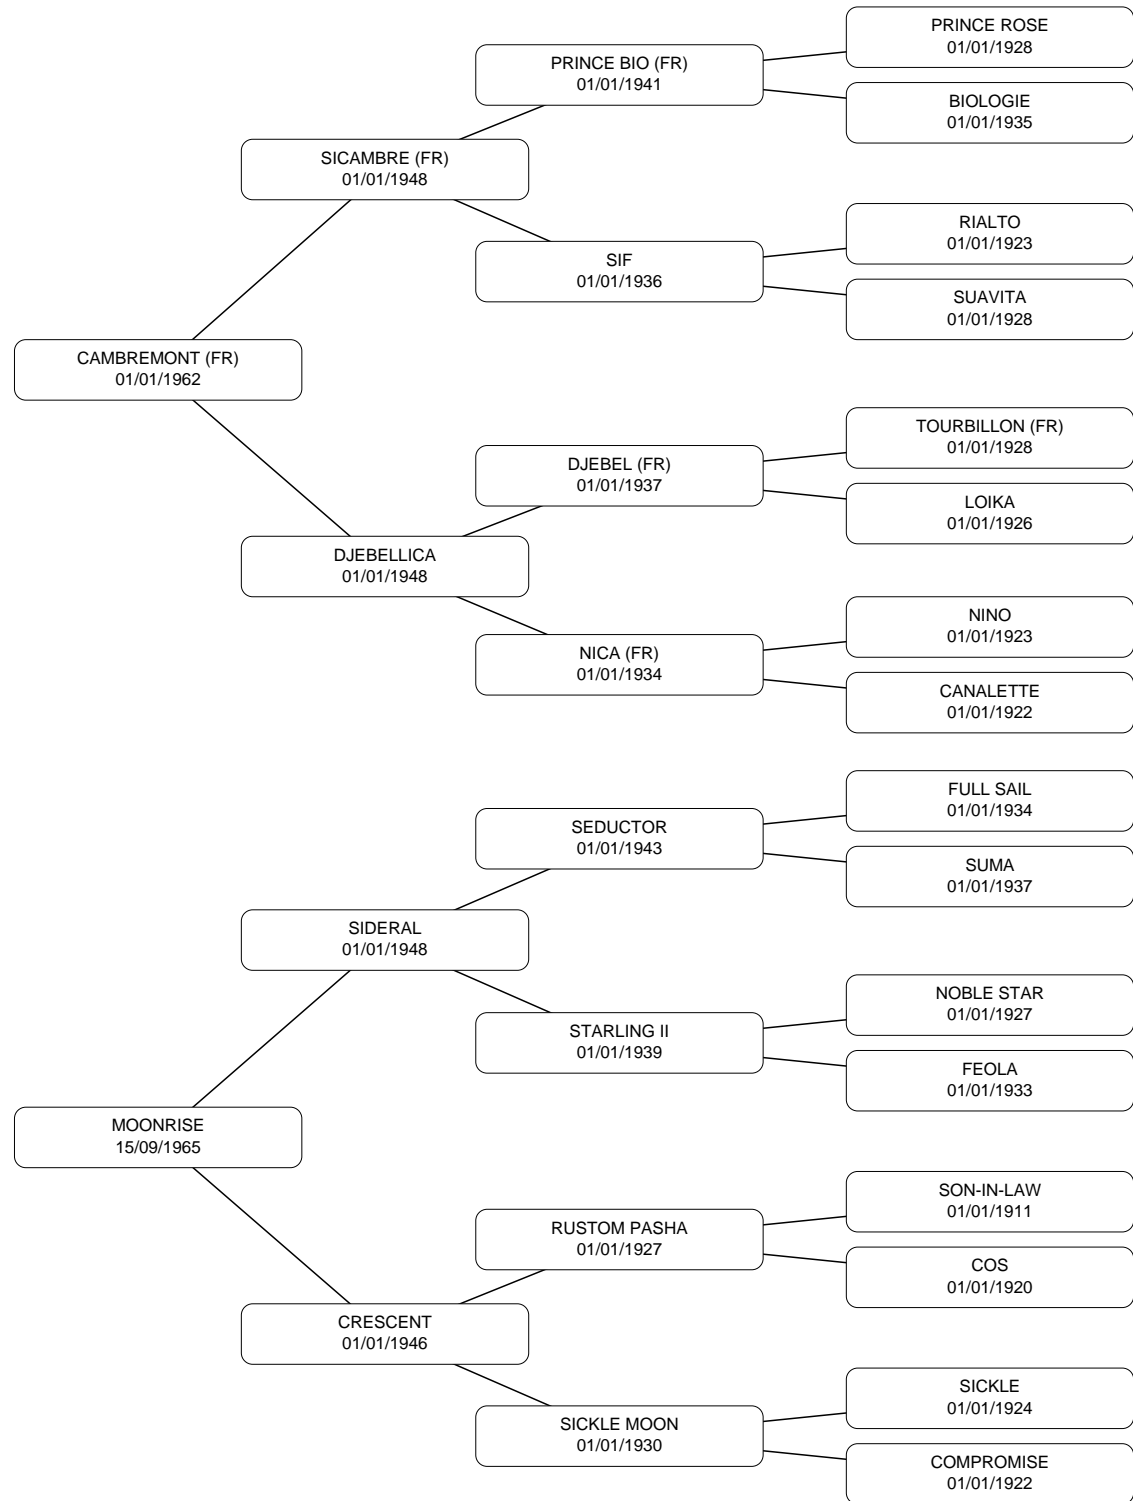 PRINCE ROSE
01/01/1928
PRINCE BIO (FR)
01/01/1941
BIOLOGIE
01/01/1935
SICAMBRE (FR)
01/01/1948
RIALTO
01/01/1923
SIF
01/01/1936
SUAVITA
01/01/1928
CAMBREMONT (FR)
01/01/1962
TOURBILLON (FR)
01/01/1928
DJEBEL (FR)
01/01/1937
LOIKA
01/01/1926
DJEBELLICA
01/01/1948
NINO
01/01/1923
NICA (FR)
01/01/1934
CANALETTE
01/01/1922
FULL SAIL
01/01/1934
SEDUCTOR
01/01/1943
SUMA
01/01/1937
SIDERAL
01/01/1948
NOBLE STAR
01/01/1927
STARLING II
01/01/1939
FEOLA
01/01/1933
MOONRISE
15/09/1965
SON-IN-LAW
01/01/1911
RUSTOM PASHA
01/01/1927
COS
01/01/1920
CRESCENT
01/01/1946
SICKLE
01/01/1924
SICKLE MOON
01/01/1930
COMPROMISE
01/01/1922